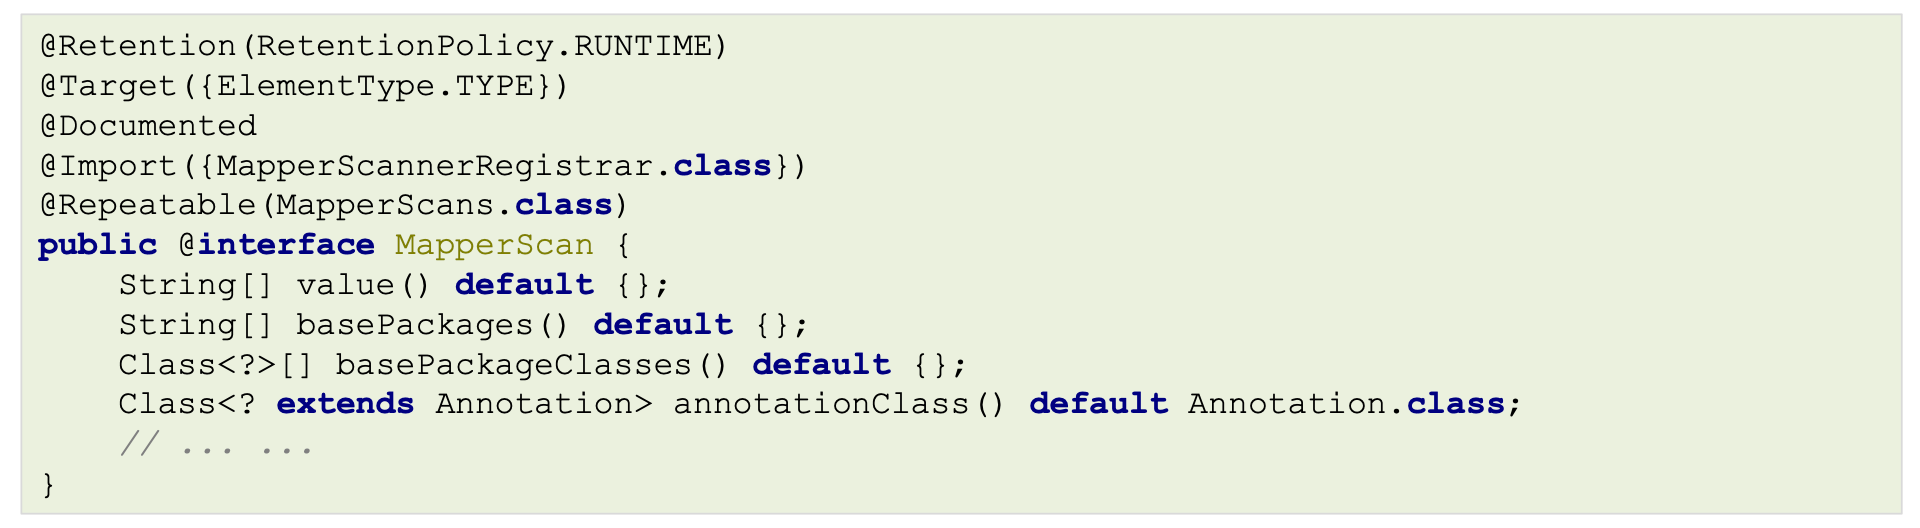 @Retention(RetentionPolicy.RUNTIME)
@Target({ElementType.TYPE})
@Documented
@Import({MapperScannerRegistrar.class})
@Repeatable(MapperScans.class)
public @interface MapperScan {
    String[] value() default {};
    String[] basePackages() default {};
    Class<?>[] basePackageClasses() default {};
    Class<? extends Annotation> annotationClass() default Annotation.class;
    // ... ...
}